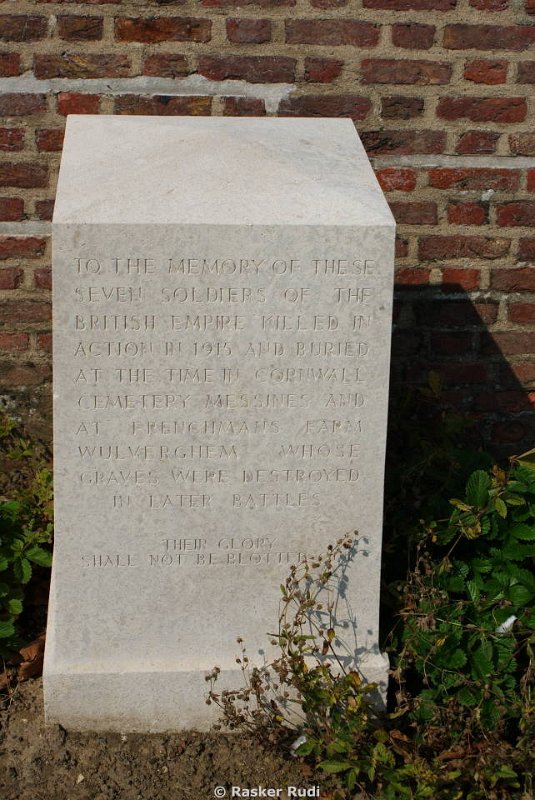 TO THE MEMORY OF THESE
SEVEN SOLDIERS OF THE
BRITISH EMPIRE KILLED IN
ACTION IN 1915 AND BURIED
AT THE TIME IN CORNWALL
CEMETERY MESSINES AND
AT FRENCHMANS FARM
WULVERGHEM WHOSE
GRAVES WERE DESTROYED
IN LATER BATTLES
THEIR GLORY
SHALL NOT BE BLOTTED
© Rasker Rudi